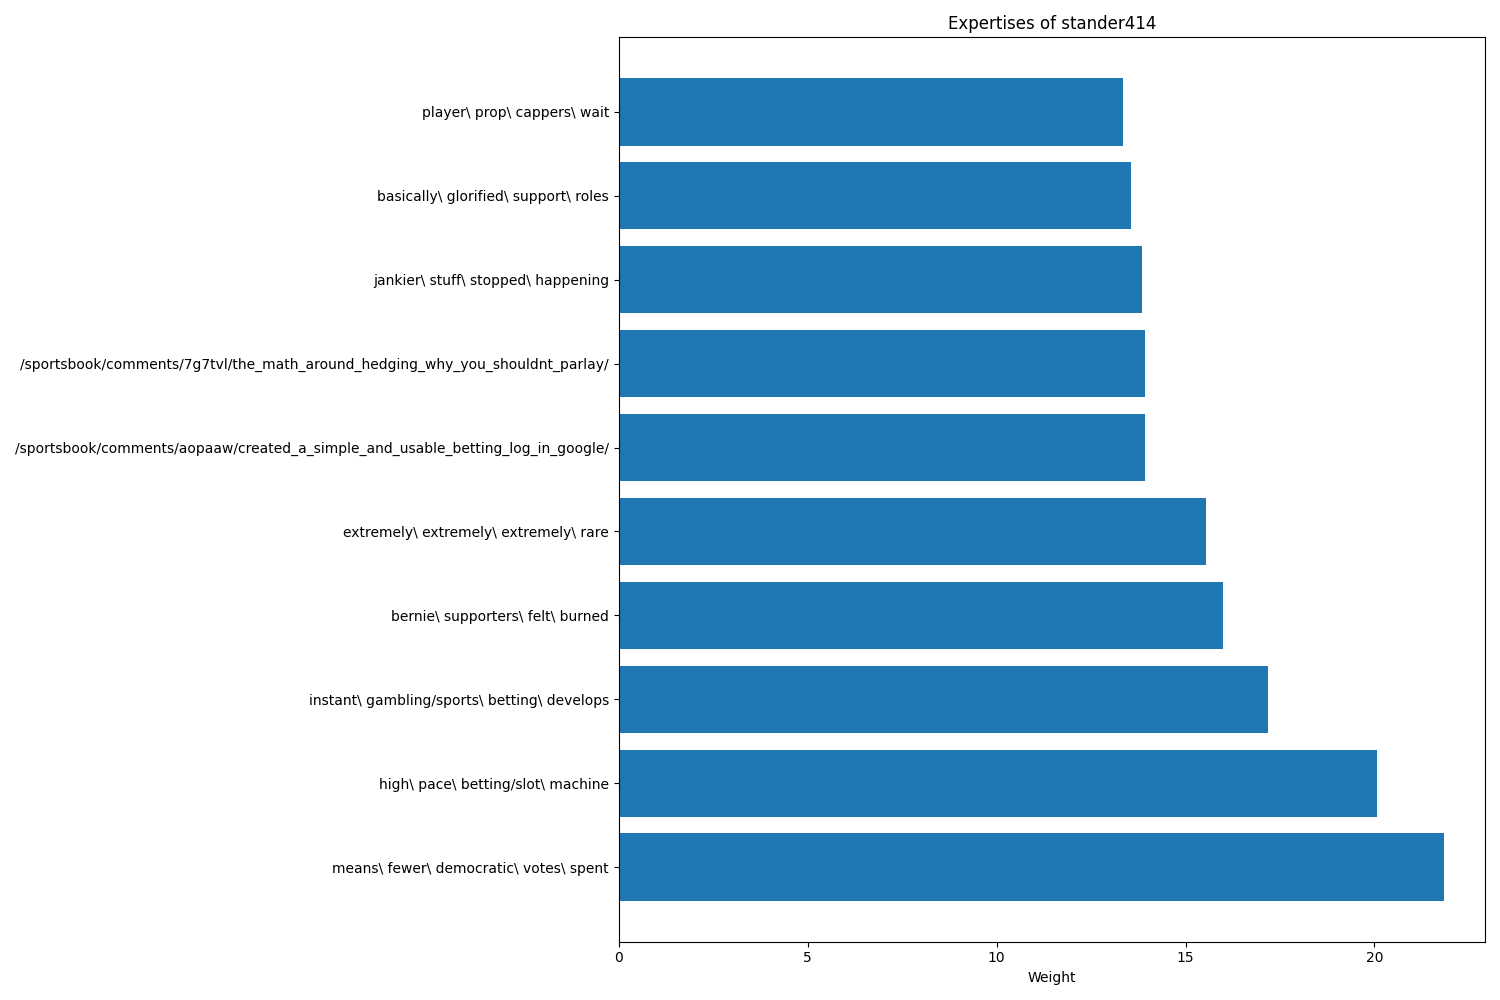 Expertises of stander414
player\ prop\ cappers\ wait
basically\ glorified\ support\ roles
jankier\ stuff\ stopped\ happening
/sportsbook/comments/7g7tvl/the_math_around_hedging_why_you_shouldnt_parlay/
/sportsbook/comments/aopaaw/created_a_simple_and_usable_betting_log_in_google/
extremely\ extremely\ extremely\ rare
bernie\ supporters\ felt\ burned
instant\ gambling/sports\ betting\ develops
high\ pace\ betting/slot\ machine
means\ fewer\ democratic\ votes\ spent
0 5 10 15 20
Weight